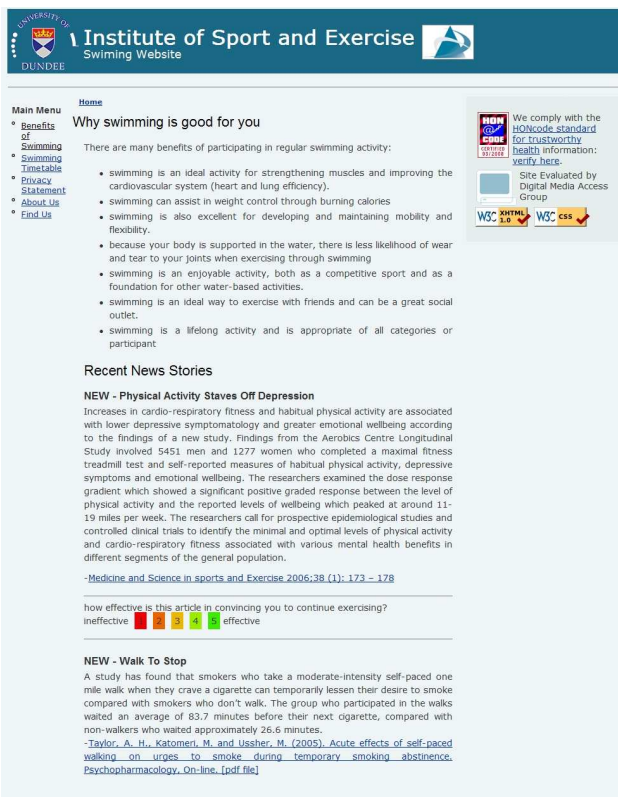 UNIVERSITY OF
DUNDEE
Institute of Sport and Exercise
Swiming Website
Main Menu
° Benefits
of
Swimming
° Swimming
Timetable
° Privacy
Statement
° About Us
° Find Us
Home
Why swimming is good for you
There are many benefits of participating in regular swimming activity:
• swimming is an ideal activity for strengthening muscles and improving the
cardiovascular system (heart and lung efficiency).
• swimming can assist in weight control through burning calories
• swimming is also excellent for developing and maintaining mobility and
flexibility.
• because your body is supported in the water, there is less likelihood of wear
and tear to your joints when exercising through swimming
• swimming is an enjoyable activity, both as a competitive sport and as a
foundation for other water-based activities.
• swimming is an ideal way to exercise with friends and can be a great social
outlet.
• swimming is a lifelong activity and is appropriate of all categories or
participant
Recent News Stories
NEW - Physical Activity Staves Off Depression
Increases in cardio-respiratory fitness and habitual physical activity are associated
with lower depressive symptomatology and greater emotional wellbeing according
to the findings of a new study. Findings from the Aerobics Centre Longitudinal
Study involved 5451 men and 1277 women who completed a maximal fitness
treadmill test and self-reported measures of habitual physical activity, depressive
symptoms and emotional wellbeing. The researchers examined the dose response
gradient which showed a significant positive graded response between the level of
physical activity and the reported levels of wellbeing which peaked at around 11-
19 miles per week. The researchers call for prospective epidemiological studies and
controlled clinical trials to identify the minimal and optimal levels of physical activity
and cardio-respiratory fitness associated with various mental health benefits in
different segments of the general population.
-Medicine and Science in sports and Exercise 2006;38 (1): 173 – 178
how effective is this article in convincing you to continue exercising?
ineffective 1 2 3 4 5 effective
NEW - Walk To Stop
A study has found that smokers who take a moderate-intensity self-paced one
mile walk when they crave a cigarette can temporarily lessen their desire to smoke
compared with smokers who don't walk. The group who participated in the walks
waited an average of 83.7 minutes before their next cigarette, compared with
non-walkers who waited approximately 26.6 minutes.
-Taylor, A. H., Katomeri, M. and Ussher, M. (2005). Acute effects of self-paced
walking on urges to smoke during temporary smoking abstinence.
Psychopharmacology, On-line. [pdf file]
HON
@
CODE
CERTIFIED
We comply with the
HONcode standard
for trustworthy
health information:
verify here.
Site Evaluated by
Digital Media Access
Group
W3C XHTML 1.0
W3C css